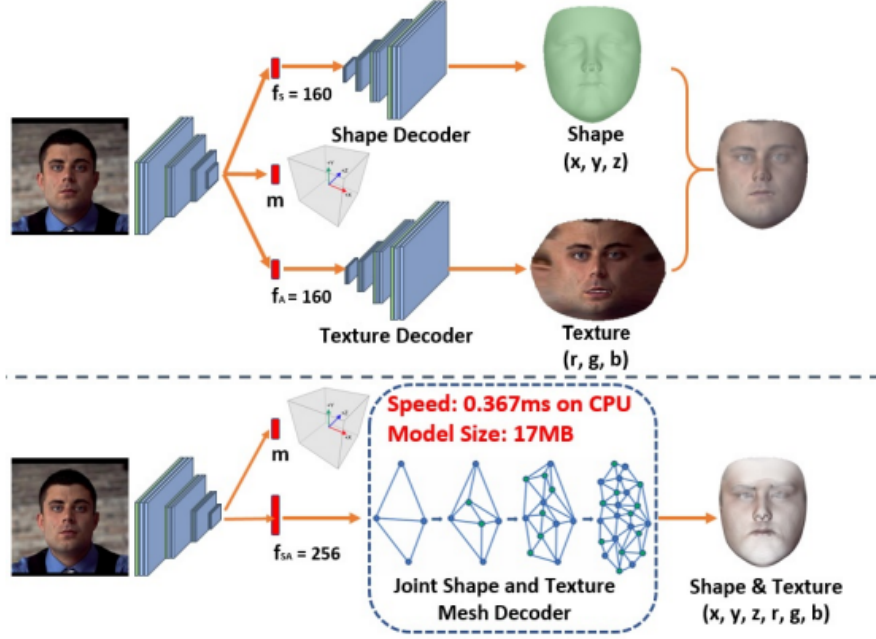 fS = 160
Shape Decoder
Shape
(x, y, z)
+Y
+Z
+X
m
fA = 160
Texture Decoder
Texture
(r, g, b)
Speed: 0.367ms on CPU
Model Size: 17MB
+Y
+Z
+X
m
fSA = 256
Joint Shape and Texture
Mesh Decoder
Shape & Texture
(x, y, z, r, g, b)